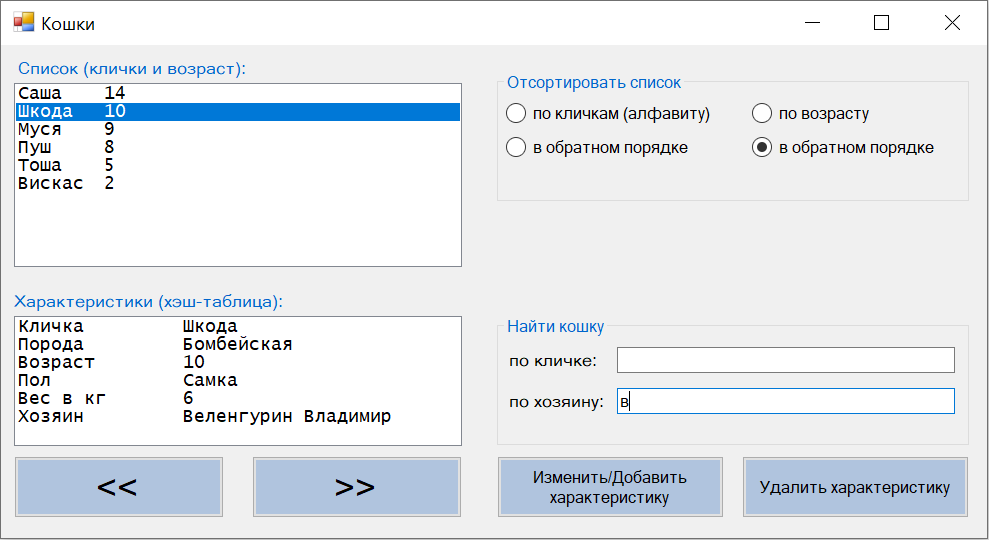 Кошки
Список (клички и возраст):
Саша 14
Шкода 10
Муся 9
Пуш 8
Тоша 5
Вискас 2
Отсортировать список
по кличкам (алфавиту)
по возрасту
в обратном порядке
в обратном порядке
Характеристики (хэш-таблица):
Кличка Шкода
Порода Бомбейская
Возраст 10
Пол Самка
Вес в кг 6
Хозяин Веленгурин Владимир
Найти кошку
по кличке:
по хозяину: в
<<
>>
Изменить/Добавить
характеристику
Удалить характеристику